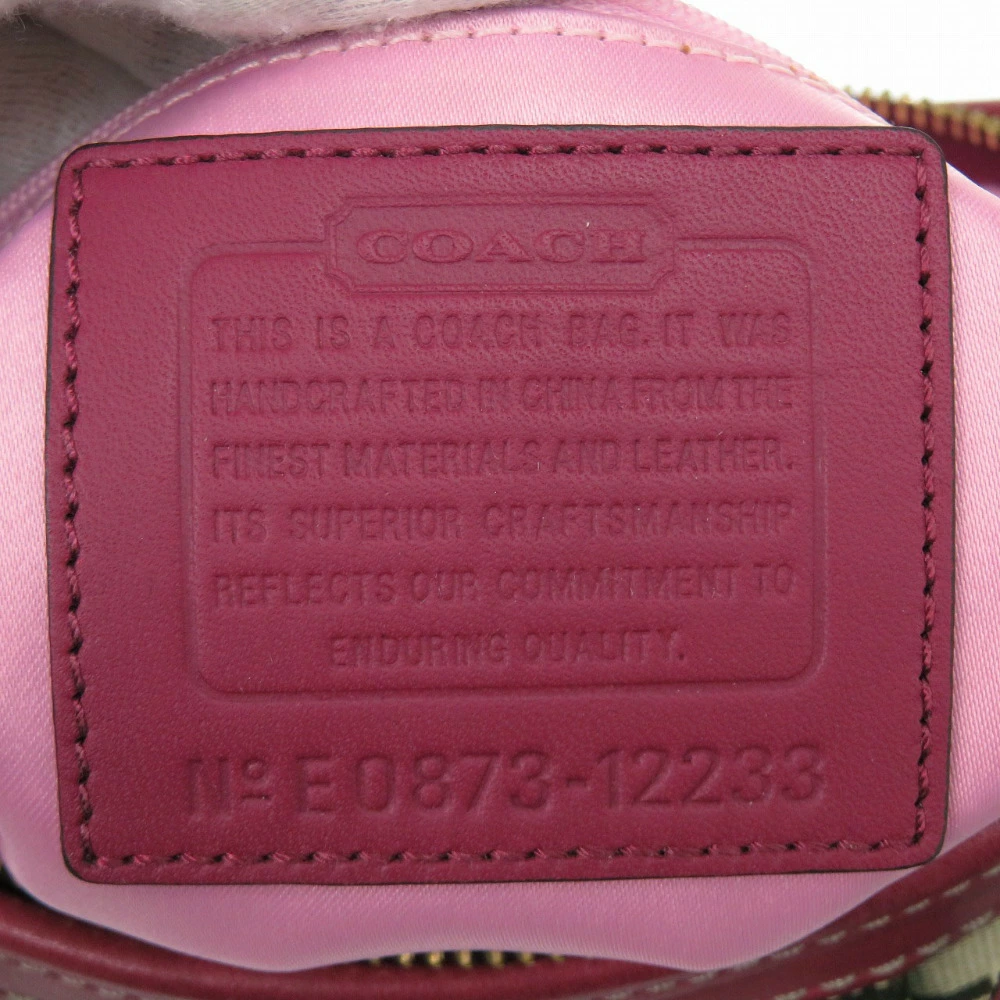 COACH
THIS IS A COACH BAG. IT WAS
HANDCRAFTED IN CHINA FROM THE
FINEST MATERIALS AND LEATHER.
ITS SUPERIOR CRAFTSMANSHIP
REFLECTS OUR COMMITMENT TO
ENDURING QUALITY.
Nº E0873-12233